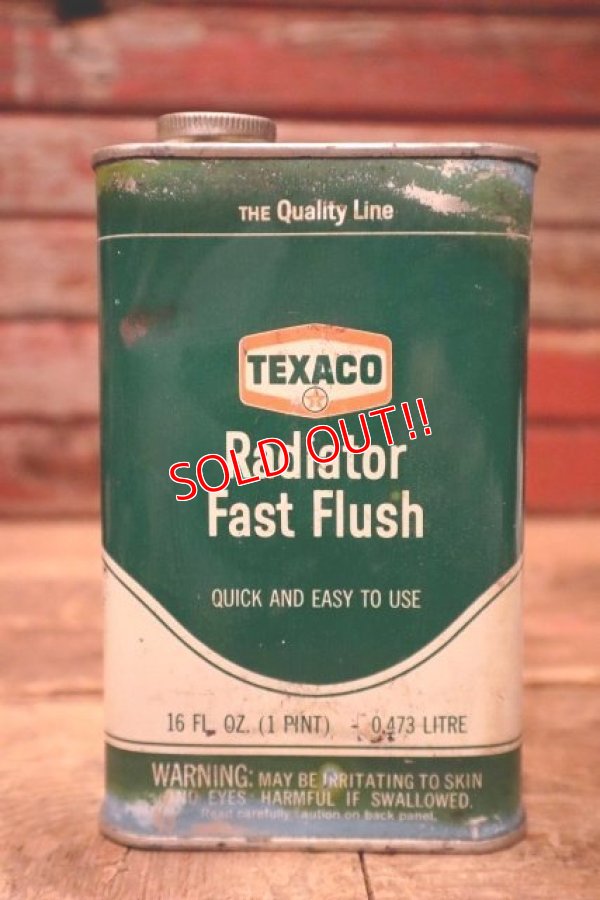 THE Quality Line
TEXACO
Radiator
SOLD OUT!!
Fast Flush
QUICK AND EASY TO USE
16 FL. OZ. (1 PINT) - 0.473 LITRE
WARNING: MAY BE IRRITATING TO SKIN
AND EYES HARMFUL IF SWALLOWED.
Read carefully caution on back panel.